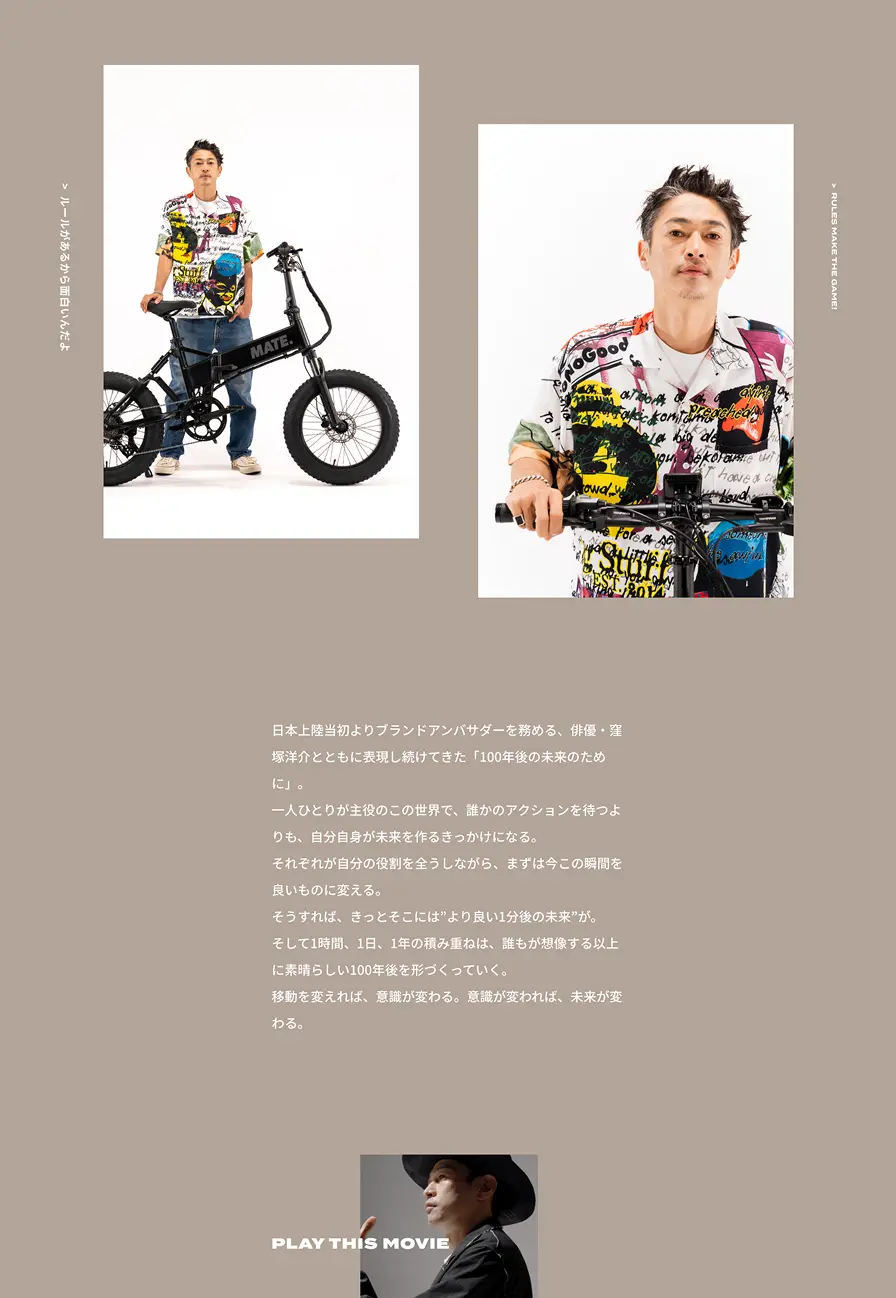 > ルールがあるから面白いんだよ
MATE.
> RULES MAKE THE GAME!
NoGood
Preacher
Stuff
EST. 2014
日本上陸当初よりブランドアンバサダーを務める、俳優・窪
塚洋介とともに表現し続けてきた「100年後の未来のため
に」。
一人ひとりが主役のこの世界で、誰かのアクションを待つよ
りも、自分自身が未来を作るきっかけになる。
それぞれが自分の役割を全うしながら、まずは今この瞬間を
良いものに変える。
そうすれば、きっとそこには”より良い1分後の未来”が。
そして1時間、1日、1年の積み重ねは、誰もが想像する以上
に素晴らしい100年後を形づくっていく。
移動を変えれば、意識が変わる。意識が変われば、未来が変
わる。
PLAY THIS MOVIE